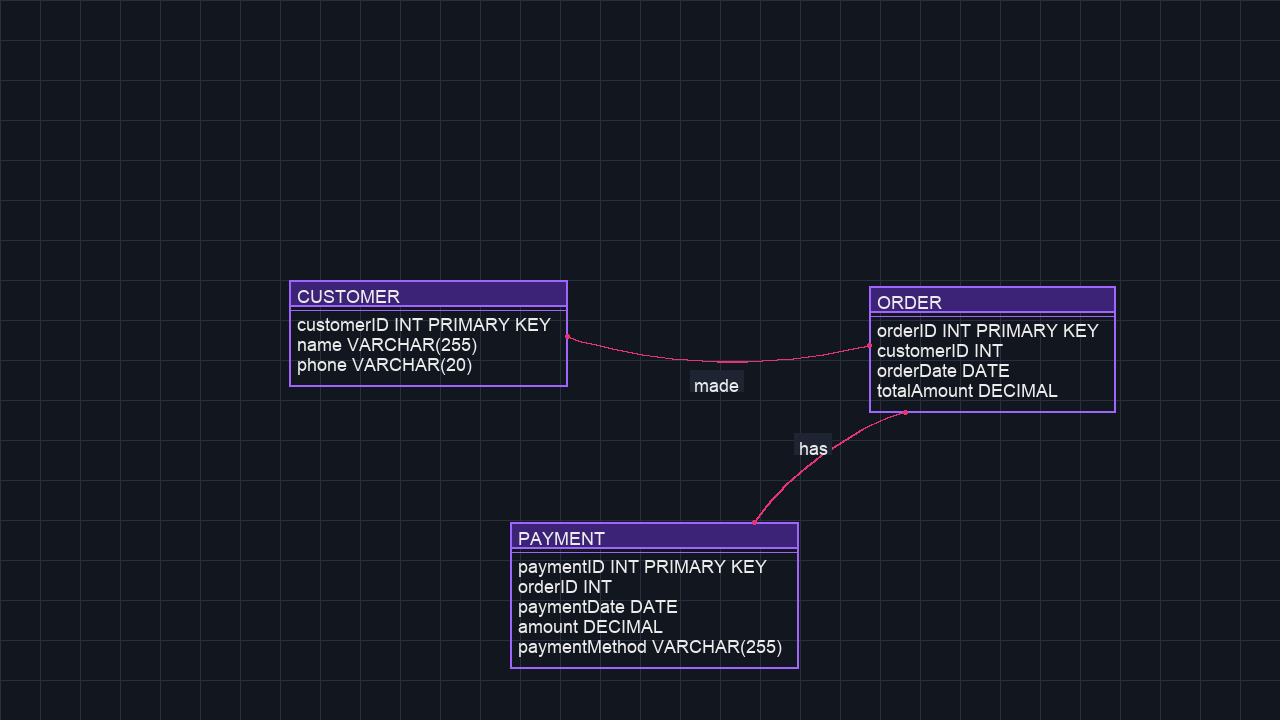 CUSTOMER
customerID INT PRIMARY KEY
name VARCHAR(255)
phone VARCHAR(20)
made
ORDER
orderID INT PRIMARY KEY
customerID INT
orderDate DATE
totalAmount DECIMAL
has
PAYMENT
paymentID INT PRIMARY KEY
orderID INT
paymentDate DATE
amount DECIMAL
paymentMethod VARCHAR(255)